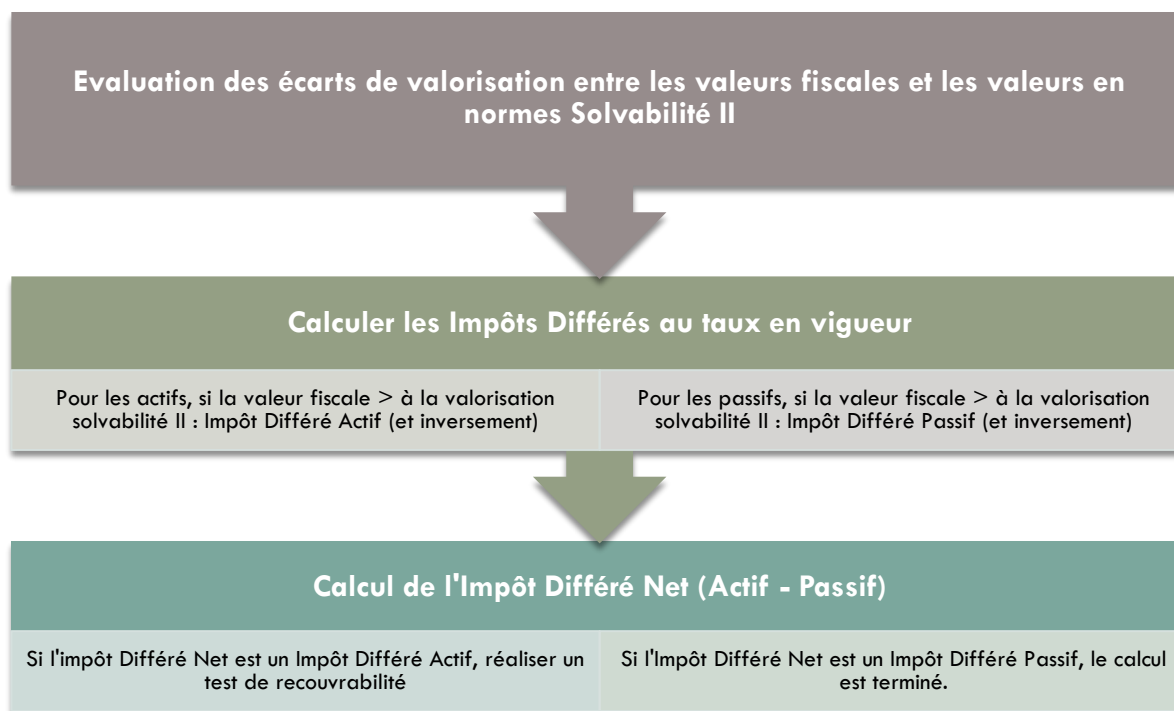 Evaluation des écarts de valorisation entre les valeurs fiscales et les valeurs en
normes Solvabilité II
Calculer les Impôts Différés au taux en vigueur
Pour les actifs, si la valeur fiscale > à la valorisation
solvabilité II : Impôt Différé Actif (et inversement)
Pour les passifs, si la valeur fiscale > à la valorisation
solvabilité II : Impôt Différé Passif (et inversement)
Calcul de l'Impôt Différé Net (Actif - Passif)
Si l'impôt Différé Net est un Impôt Différé Actif, réaliser un
test de recouvrabilité
Si l'Impôt Différé Net est un Impôt Différé Passif, le calcul
est terminé.